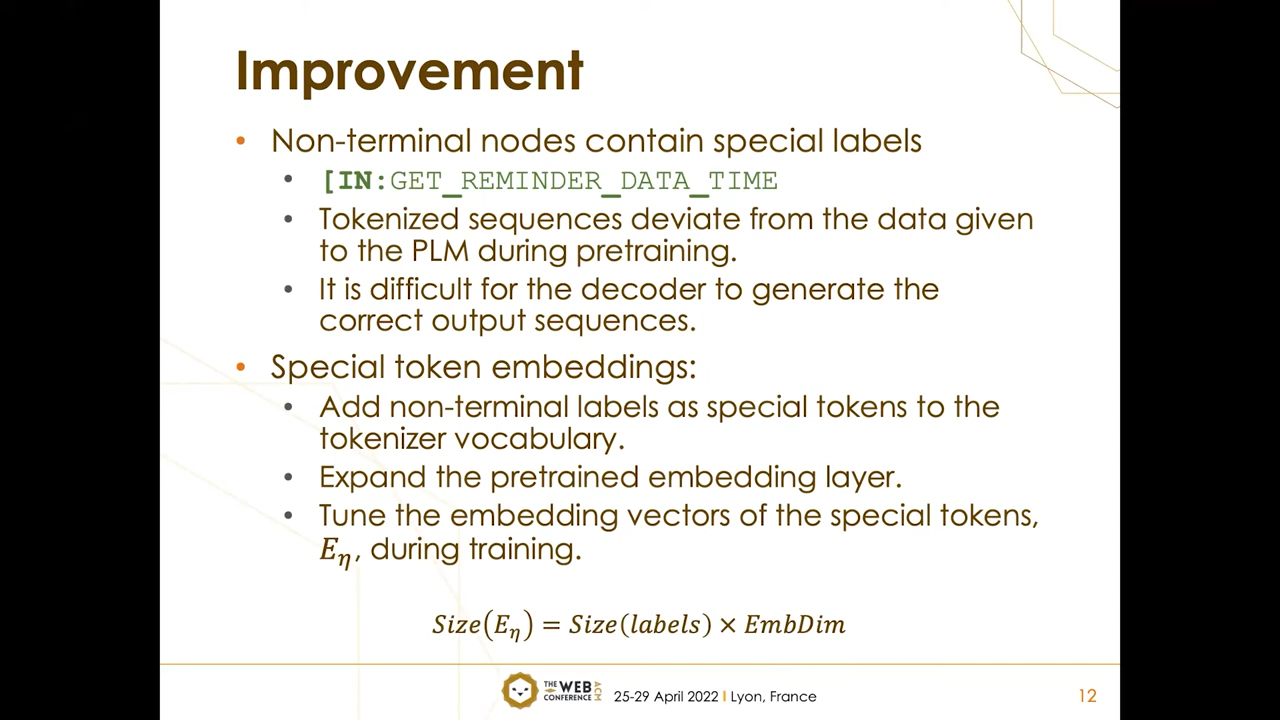 Improvement
• Non-terminal nodes contain special labels
• [IN:GET_REMINDER_DATA_TIME
• Tokenized sequences deviate from the data given
to the PLM during pretraining.
• It is difficult for the decoder to generate the
correct output sequences.
• Special token embeddings:
• Add non-terminal labels as special tokens to the
tokenizer vocabulary.
• Expand the pretrained embedding layer.
• Tune the embedding vectors of the special tokens,
E_η, during training.
Size(E_η) = Size(labels) × EmbDim
THE WEB CONFERENCE ACM 25-29 April 2022 I Lyon, France 12